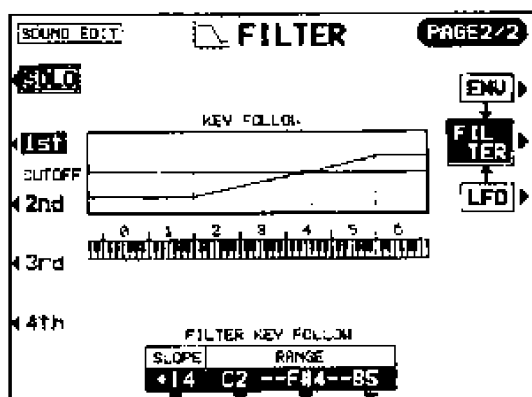 SOUND EDIT
FILTER
PAGE2/2
SOLO
1st
CUTOFF
2nd
3rd
4th
KEY FOLLOW
0 1 2 3 4 5 6
ENV
FIL
TER
LFO
FILTER KEY FOLLOW
SLOPE RANGE
+14 C2 --F#4--B5